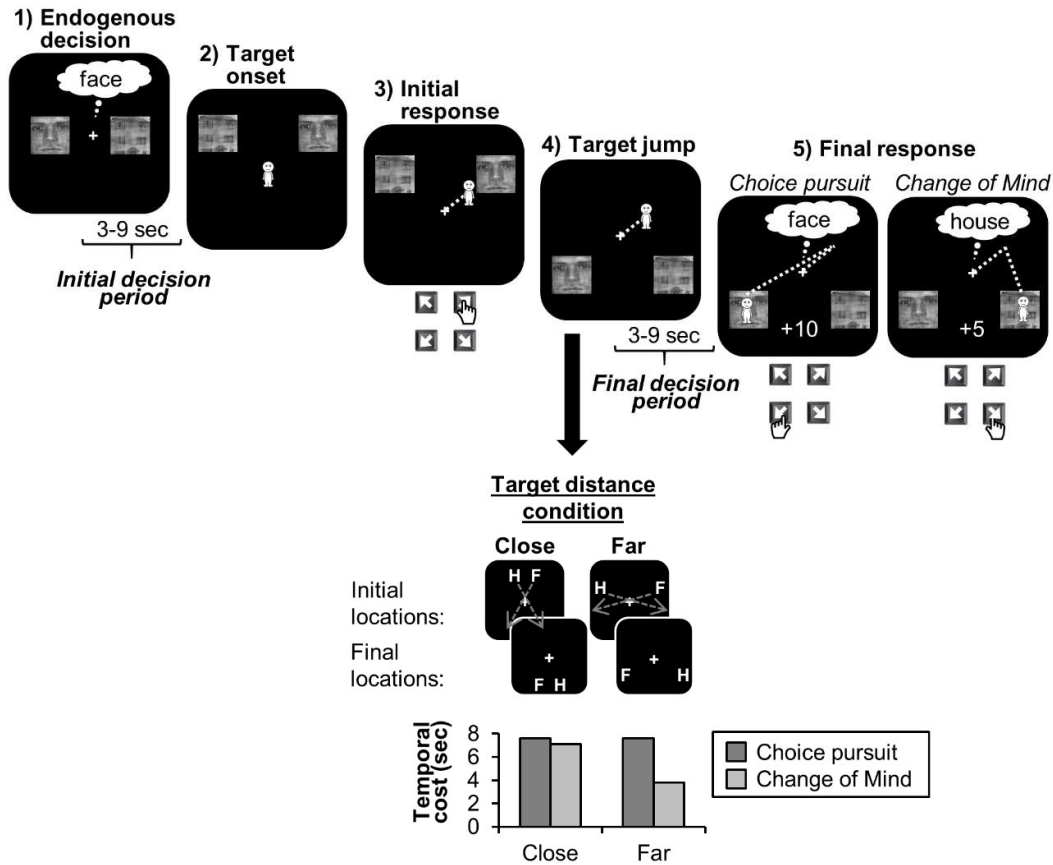 1) Endogenous
decision
face
3-9 sec
Initial decision
period
2) Target
onset
3) Initial
response
4) Target jump
3-9 sec
Final decision
period
5) Final response
Choice pursuit
face
+10
Change of Mind
house
+5
Target distance
condition
Close Far
Initial
locations:
H F
H F
Final
locations:
F H
F H
Temporal
cost (sec)
8
6
4
2
0
Close Far
Choice pursuit
Change of Mind